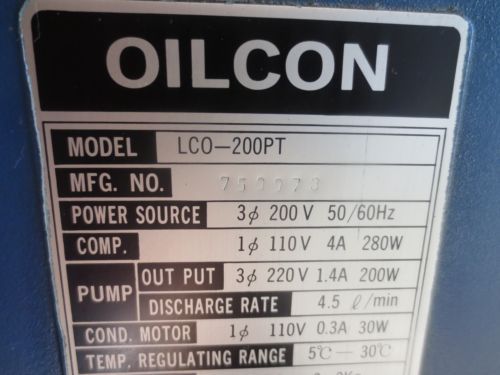 OILCON
MODEL LCO-200PT
MFG. NO.
POWER SOURCE 3φ 200V 50/60Hz
COMP. 1φ 110V 4A 280W
PUMP OUT PUT 3φ 220V 1.4A 200W
DISCHARGE RATE 4.5 ℓ/min
COND. MOTOR 1φ 110V 0.3A 30W
TEMP. REGULATING RANGE 5℃-30℃